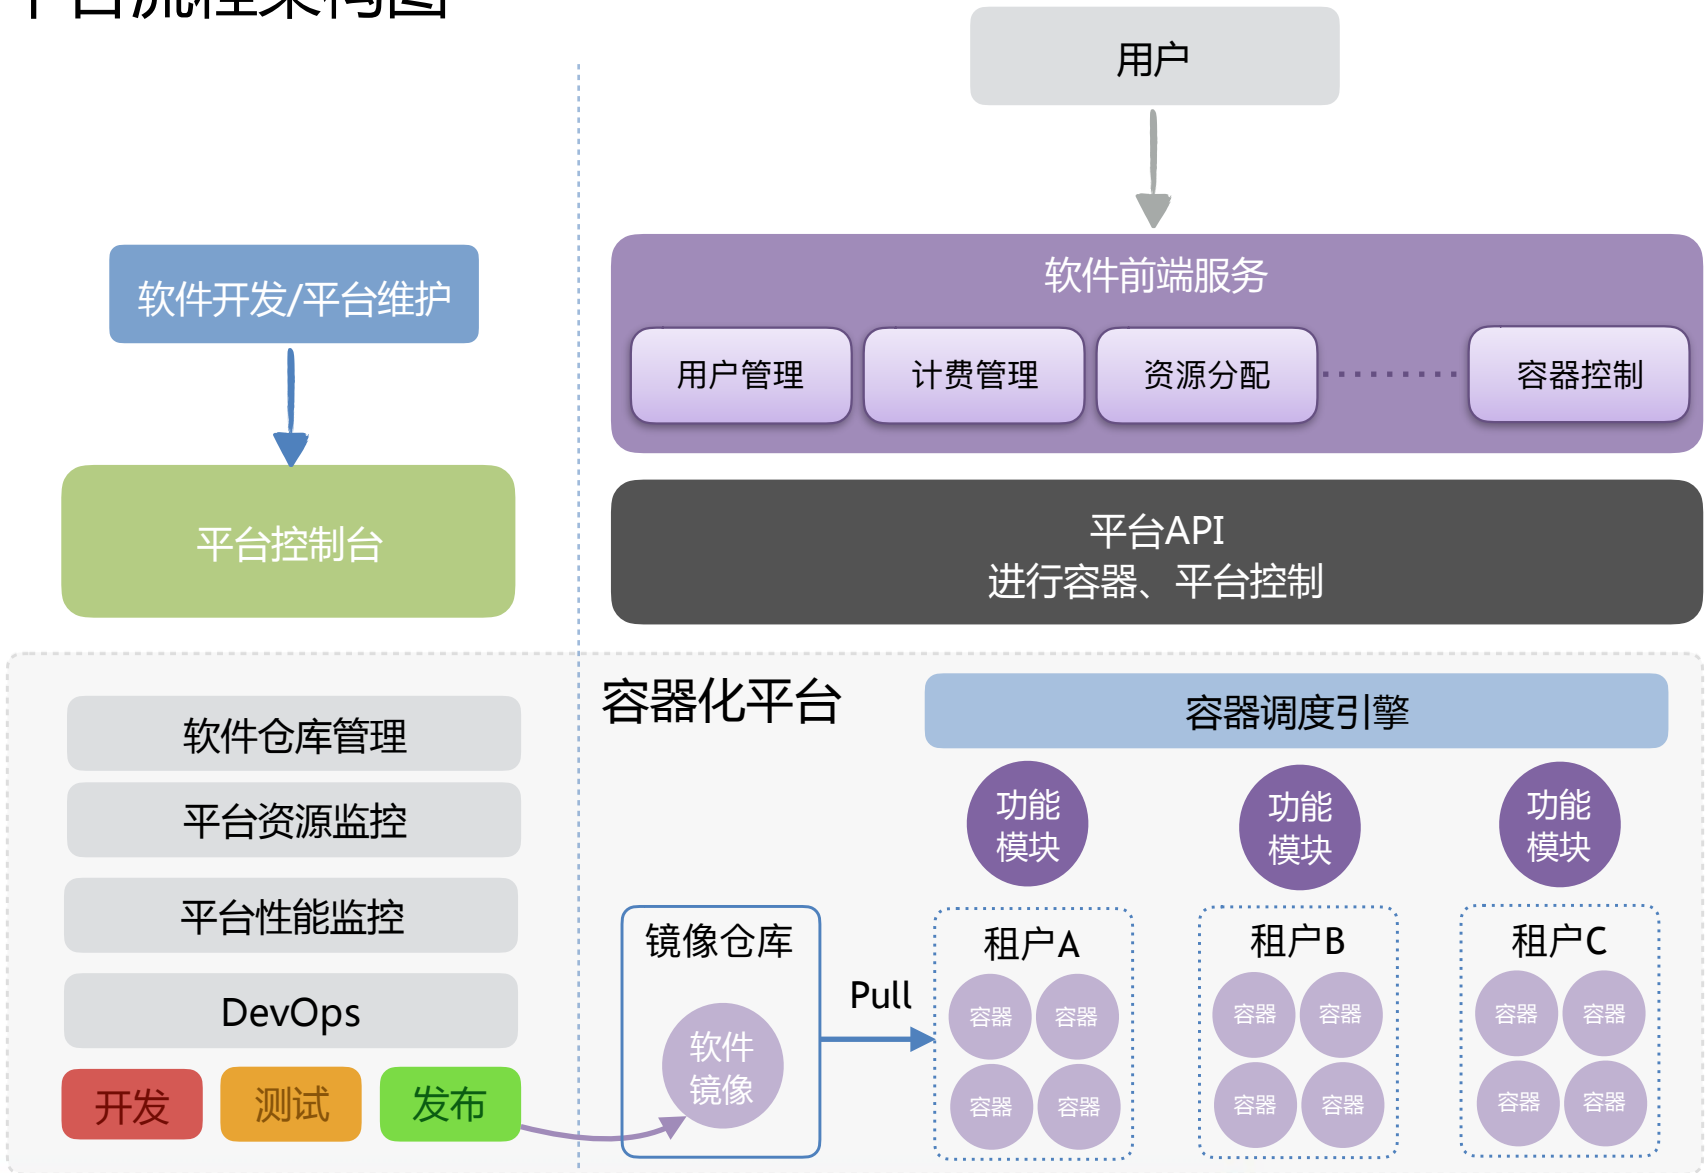 平台流程架构图
用户
软件开发/平台维护
平台控制台
软件前端服务
用户管理
计费管理
资源分配
容器控制
平台API
进行容器、平台控制
容器化平台
软件仓库管理
平台资源监控
平台性能监控
DevOps
开发
测试
发布
容器调度引擎
功能
模块
功能
模块
功能
模块
镜像仓库
软件
镜像
Pull
租户A
容器
容器
容器
容器
租户B
容器
容器
容器
容器
租户C
容器
容器
容器
容器